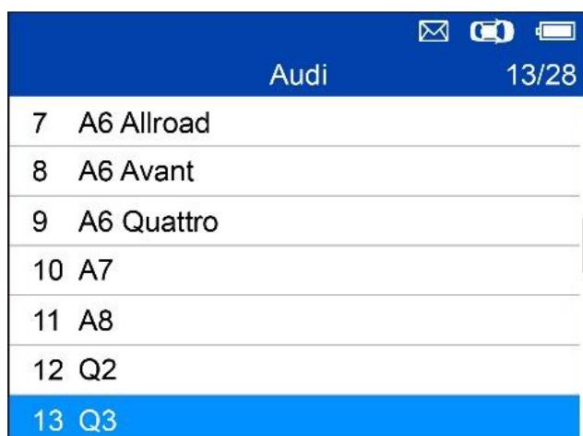 Audi 13/28
7 A6 Allroad
8 A6 Avant
9 A6 Quattro
10 A7
11 A8
12 Q2
13 Q3